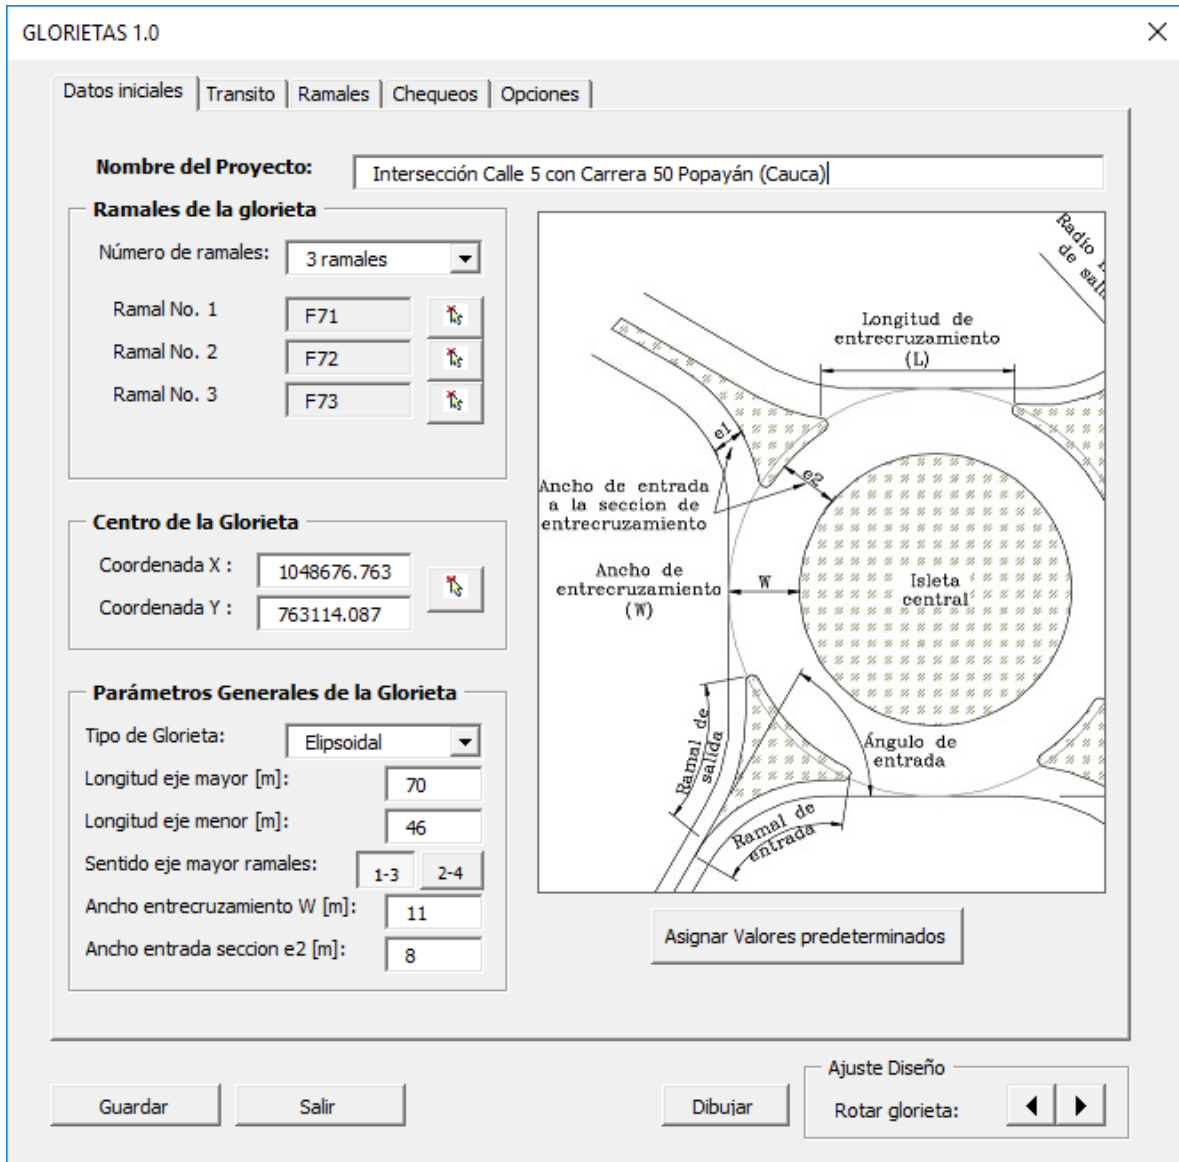 GLORIETAS 1.0
Datos iniciales
Transito
Ramales
Chequeos
Opciones
Nombre del Proyecto:
Intersección Calle 5 con Carrera 50 Popayán (Cauca)
Ramales de la glorieta
Número de ramales:
3 ramales
Ramal No. 1
F71
Ramal No. 2
F72
Ramal No. 3
F73
Centro de la Glorieta
Coordenada X :
1048676.763
Coordenada Y :
763114.087
Parámetros Generales de la Glorieta
Tipo de Glorieta:
Elipsoidal
Longitud eje mayor [m]:
70
Longitud eje menor [m]:
46
Sentido eje mayor ramales:
1-3
2-4
Ancho entrecruzamiento W [m]:
11
Ancho entrada seccion e2 [m]:
8
Radio
de
Longitud de
entrecruzamiento
(L)
e1
e2
Ancho de entrada
a la seccion de
entrecruzamiento
Ancho de
entrecruzamiento
(W)
W
Isleta
central
Ramal de
salida
Ángulo de
entrada
Ramal de
entrada
Asignar Valores predeterminados
Guardar
Salir
Dibujar
Ajuste Diseño
Rotar glorieta: